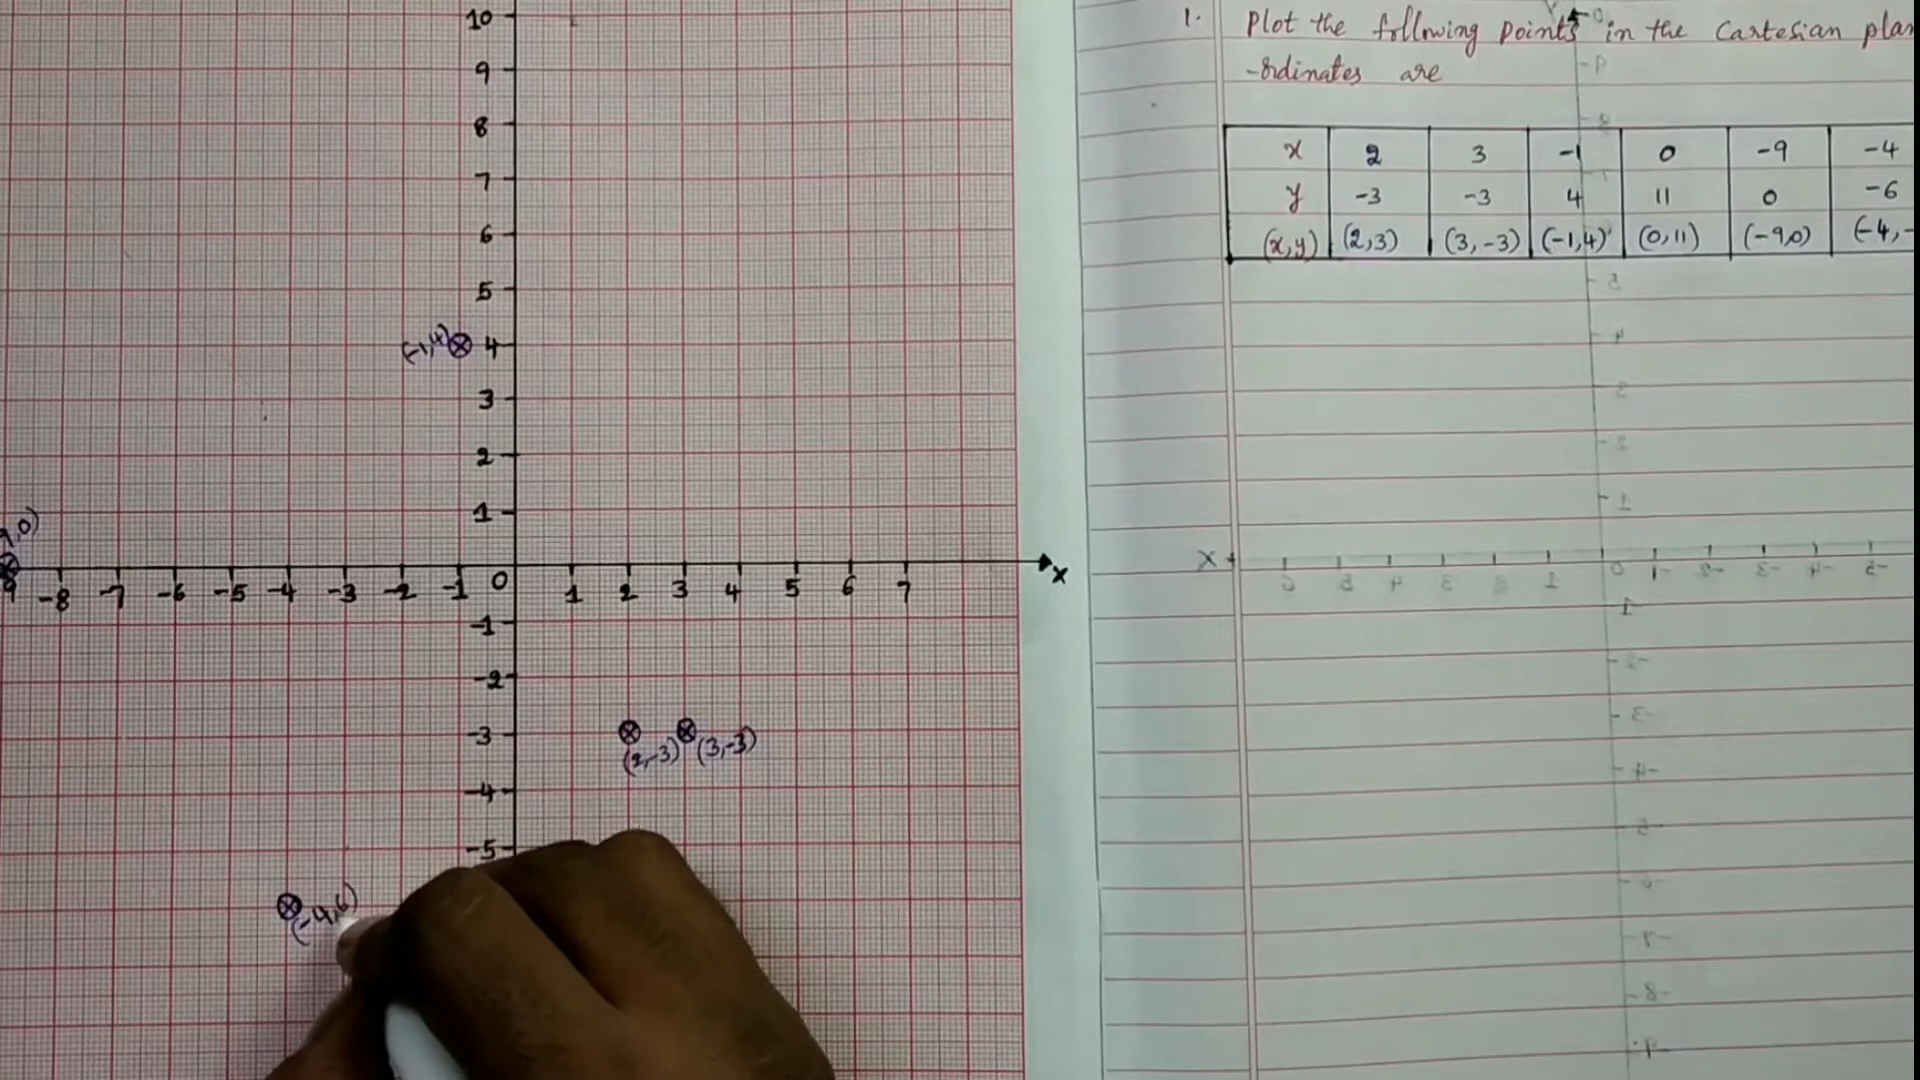 10
9
8
7
6
5
(-1,4) 4
3
2
1
,0)
9 -8 -7 -6 -5 -4 -3 -2 -1 0 1 2 3 4 5 6 7 x
-1
-2
-3
(2,-3) (3,-3)
-4
-5
1. Plot the following points in the Cartesian plan
-ordinates are
x 2 3 -1 0 -9 -4
y -3 -3 4 11 0 -6
(x,y) (2,3) (3,-3) (-1,4) (0,11) (-9,0) (-4,-